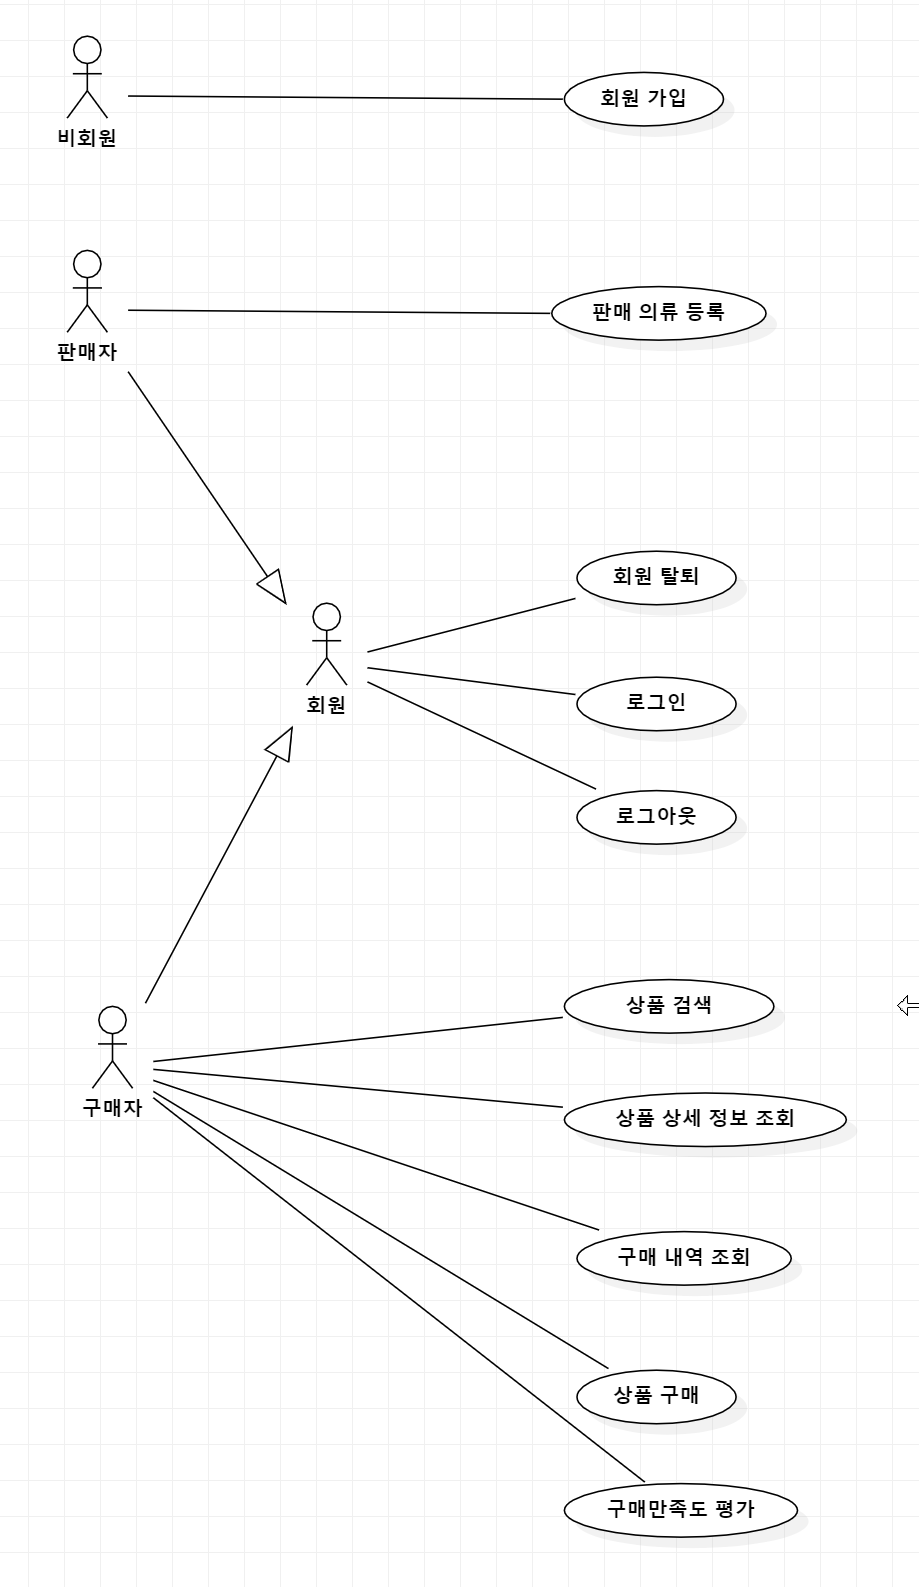 비회원
회원 가입
판매자
판매 의류 등록
회원
회원 탈퇴
로그인
로그아웃
구매자
상품 검색
상품 상세 정보 조회
구매 내역 조회
상품 구매
구매만족도 평가